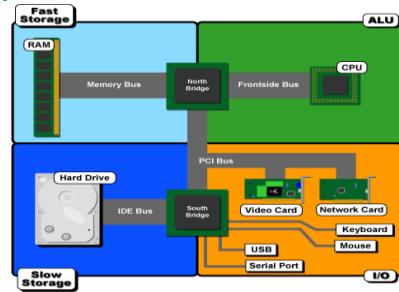 Fast
Storage
ALU
RAM
CPU
Memory Bus
North
Bridge
Frontside Bus
PCI Bus
Hard Drive
Video Card
Network Card
IDE Bus
South
Bridge
Keyboard
Mouse
USB
Serial Port
Slow
Storage
I/O